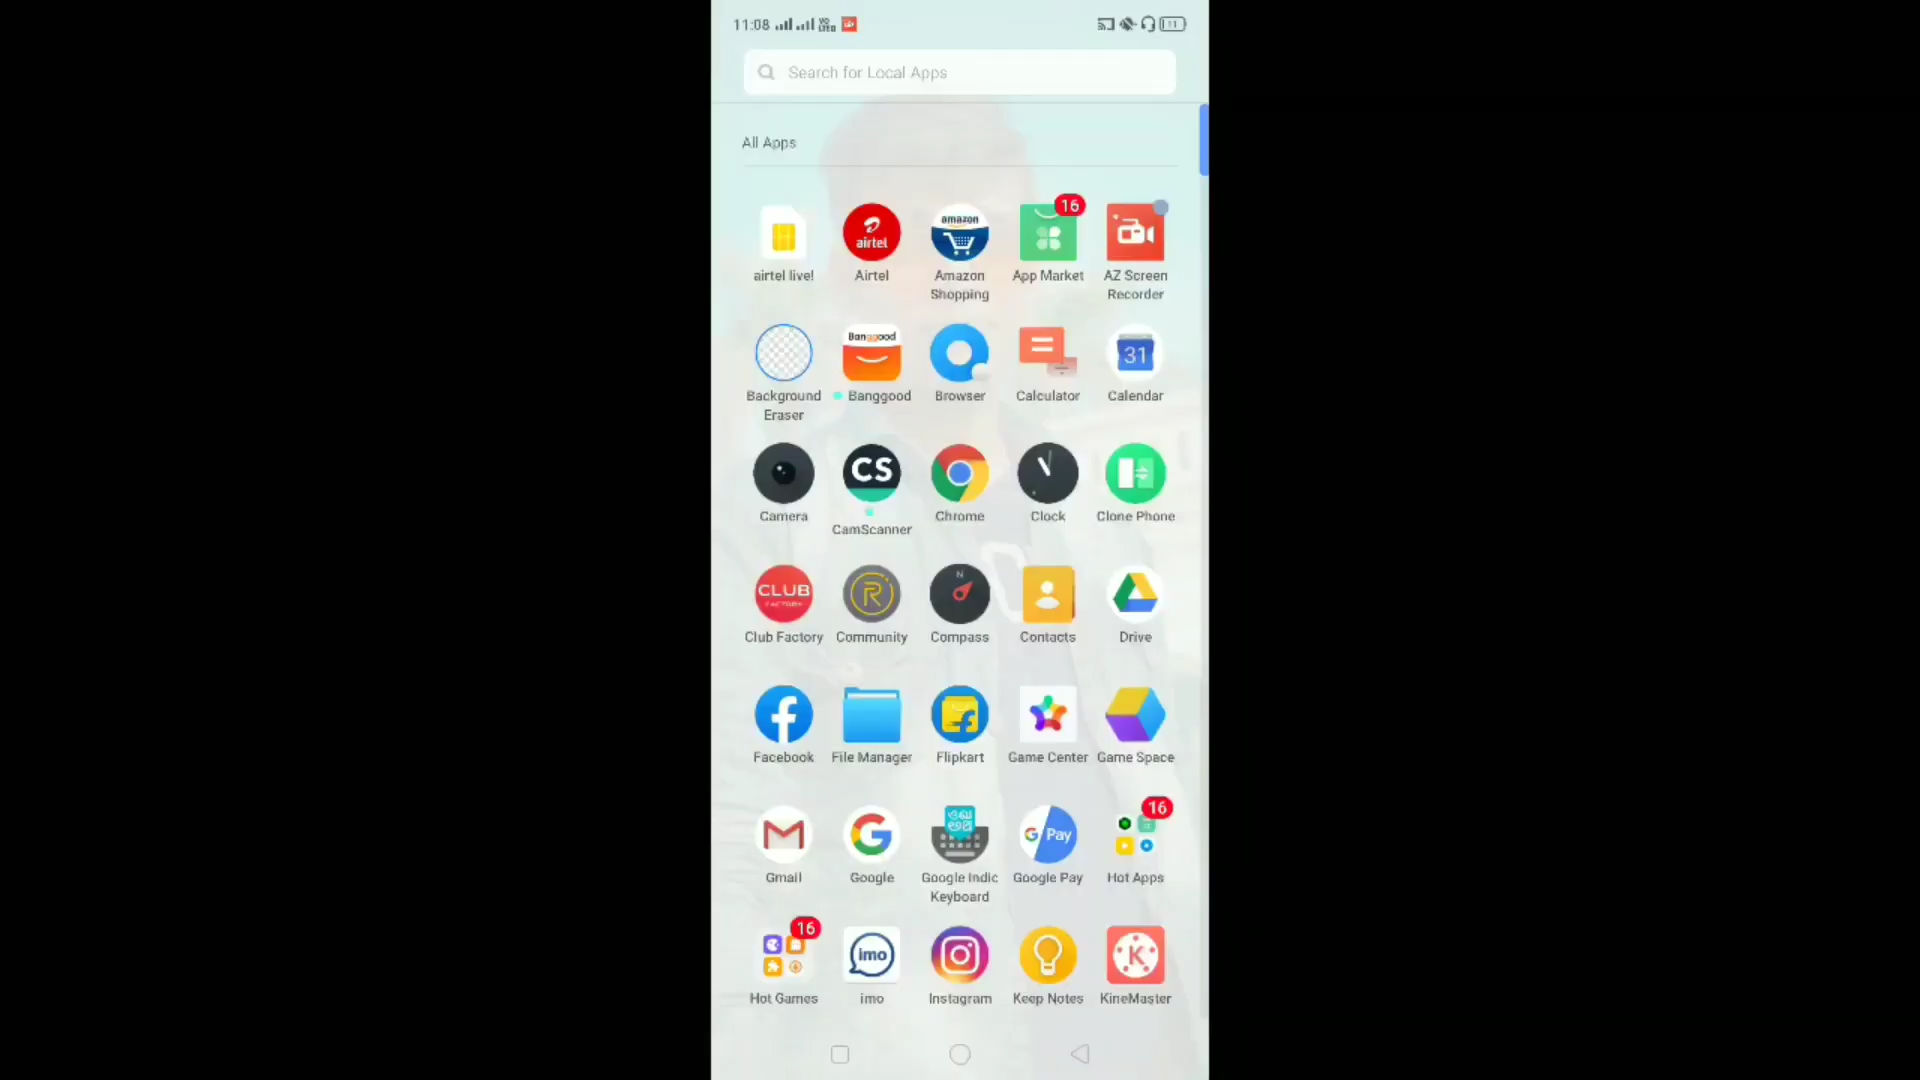 11:08
Search for Local Apps
All Apps
16
airtel
amazon
airtel live!
Airtel
Amazon
Shopping
App Market
AZ Screen
Recorder
Banggood
31
Background
Eraser
Banggood
Browser
Calculator
Calendar
CS
Camera
CamScanner
Chrome
Clock
Clone Phone
CLUB
FACTORY
R
N
Club Factory
Community
Compass
Contacts
Drive
Facebook
File Manager
Flipkart
Game Center
Game Space
16
G Pay
Gmail
Google
Google Indic
Keyboard
Google Pay
Hot Apps
16
imo
K
Hot Games
imo
Instagram
Keep Notes
KineMaster